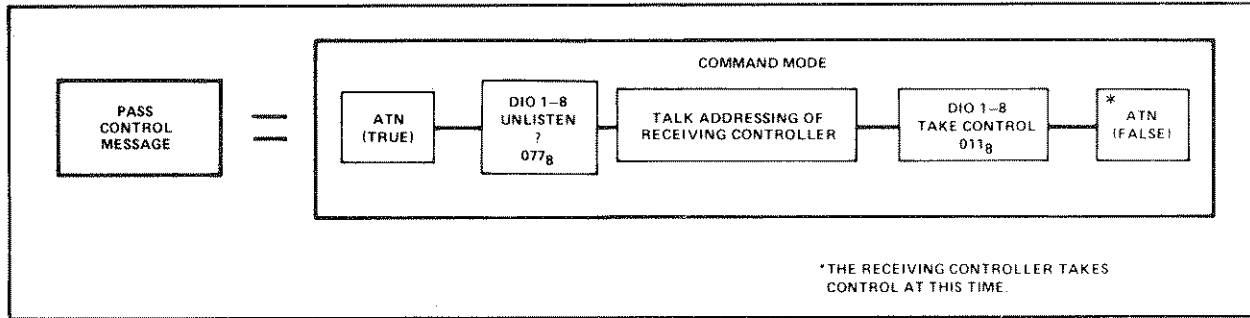 COMMAND MODE
PASS
CONTROL
MESSAGE
=
ATN
(TRUE)
DIO 1–8
UNLISTEN
?
077₈
TALK ADDRESSING OF
RECEIVING CONTROLLER
DIO 1–8
TAKE CONTROL
011₈
*
ATN
(FALSE)
*THE RECEIVING CONTROLLER TAKES
CONTROL AT THIS TIME.